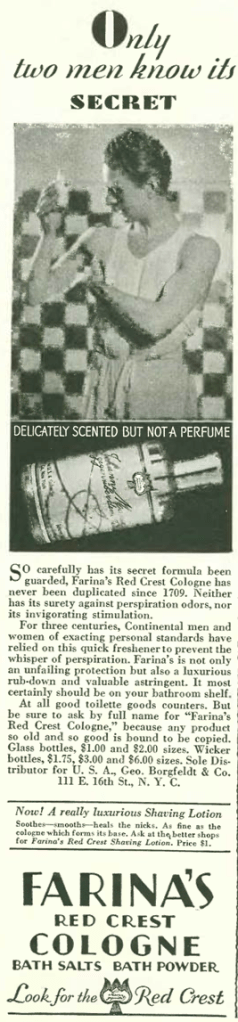 Only
two men know its
SECRET
DELICATELY SCENTED BUT NOT A PERFUME
SO carefully has its secret formula been
guarded, Farina's Red Crest Cologne has
never been duplicated since 1709. Neither
has its surety against perspiration odors, nor
its invigorating stimulation.
For three centuries, Continental men and
women of exacting personal standards have
relied on this quick freshener to prevent the
whisper of perspiration. Farina's is not only
an unfailing protection but also a luxurious
rub-down and valuable astringent. It most
certainly should be on your bathroom shelf.
At all good toilette goods counters. But
be sure to ask by full name for "Farina's
Red Crest Cologne," because any product
so old and so good is bound to be copied.
Glass bottles, $1.00 and $2.00 sizes. Wicker
bottles, $1.75, $3.00 and $6.00 sizes. Sole Dis-
tributor for U. S. A., Geo. Borgfeldt & Co.
111 E. 16th St., N. Y. C.
Now! A really luxurious Shaving Lotion
Soothes—smooths—heals the nicks. As fine as the
cologne which forms its base. Ask at the better shops
for Farina's Red Crest Shaving Lotion. Price $1.
FARINA'S
RED CREST
COLOGNE
BATH SALTS BATH POWDER
Look for the Red Crest